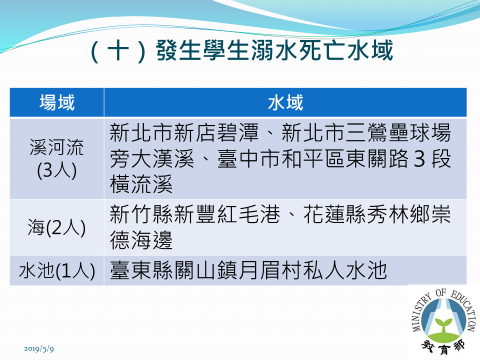 （十）發生學生溺水死亡水域
場域
水域
溪河流
(3人)
新北市新店碧潭、新北市三鶯壘球場
旁大漢溪、臺中市和平區東關路３段
橫流溪
海(2人)
新竹縣新豐紅毛港、花蓮縣秀林鄉崇
德海邊
水池(1人)
臺東縣關山鎮月眉村私人水池
MINISTRY OF EDUCATION
教育部
2019/5/9